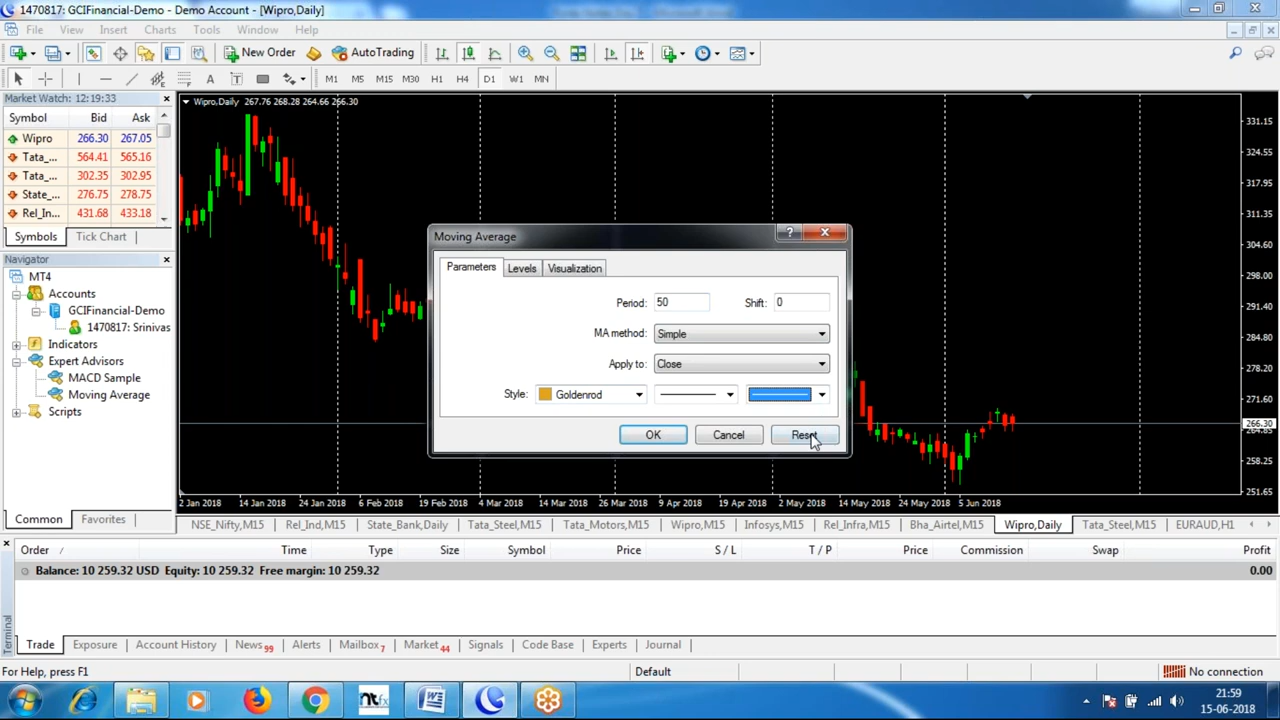 1470817: GCIFinancial-Demo - Demo Account - [Wipro,Daily]
File View Insert Charts Tools Window Help
New Order AutoTrading
A T M1 M5 M15 M30 H1 H4 D1 W1 MN
Market Watch: 12:19:33
Symbol Bid Ask
Wipro 266.30 267.05
Tata_... 564.41 565.16
Tata_... 302.35 302.95
State_... 276.75 278.75
Rel_In... 431.68 433.18
Symbols Tick Chart
Navigator
MT4
Accounts
GCIFinancial-Demo
1470817: Srinivas
Indicators
Expert Advisors
MACD Sample
Moving Average
Scripts
Common Favorites
Wipro,Daily 267.76 268.28 264.66 266.30
331.15
317.95
311.35
304.60
298.00
291.40
284.80
278.20
271.60
266.30
258.25
251.65
2 Jan 2018 14 Jan 2018 24 Jan 2018 6 Feb 2018 19 Feb 2018 4 Mar 2018 14 Mar 2018 26 Mar 2018 9 Apr 2018 19 Apr 2018 2 May 2018 14 May 2018 24 May 2018 5 Jun 2018
Moving Average
Parameters Levels Visualization
Period: 50 Shift: 0
MA method: Simple
Apply to: Close
Style: Goldenrod
OK Cancel Reset
NSE_Nifty,M15 Rel_Ind,M15 State_Bank,Daily Tata_Steel,M15 Tata_Motors,M15 Wipro,M15 Infosys,M15 Rel_Infra,M15 Bha_Airtel,M15 Wipro,Daily Tata_Steel,M15 EURAUD,H1
Order / Time Type Size Symbol Price S / L T / P Price Commission Swap Profit
Balance: 10 259.32 USD Equity: 10 259.32 Free margin: 10 259.32 0.00
Terminal
Trade Exposure Account History News 99 Alerts Mailbox 7 Market 44 Signals Code Base Experts Journal
For Help, press F1 Default No connection
ntfx 21:59
15-06-2018